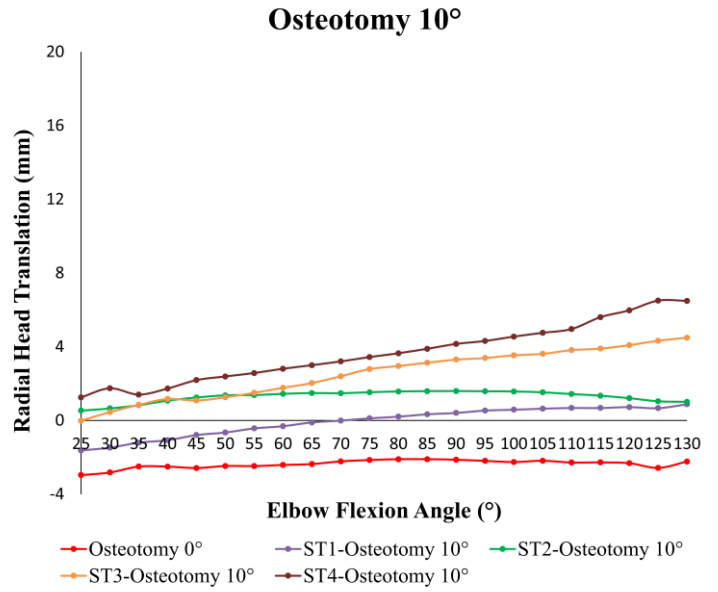 Osteotomy 10°
20
16
12
8
4
0
-4
Radial Head Translation (mm)
25 30 35 40 45 50 55 60 65 70 75 80 85 90 95 100 105 110 115 120 125 130
Elbow Flexion Angle (°)
Osteotomy 0° ST1-Osteotomy 10° ST2-Osteotomy 10°
ST3-Osteotomy 10° ST4-Osteotomy 10°